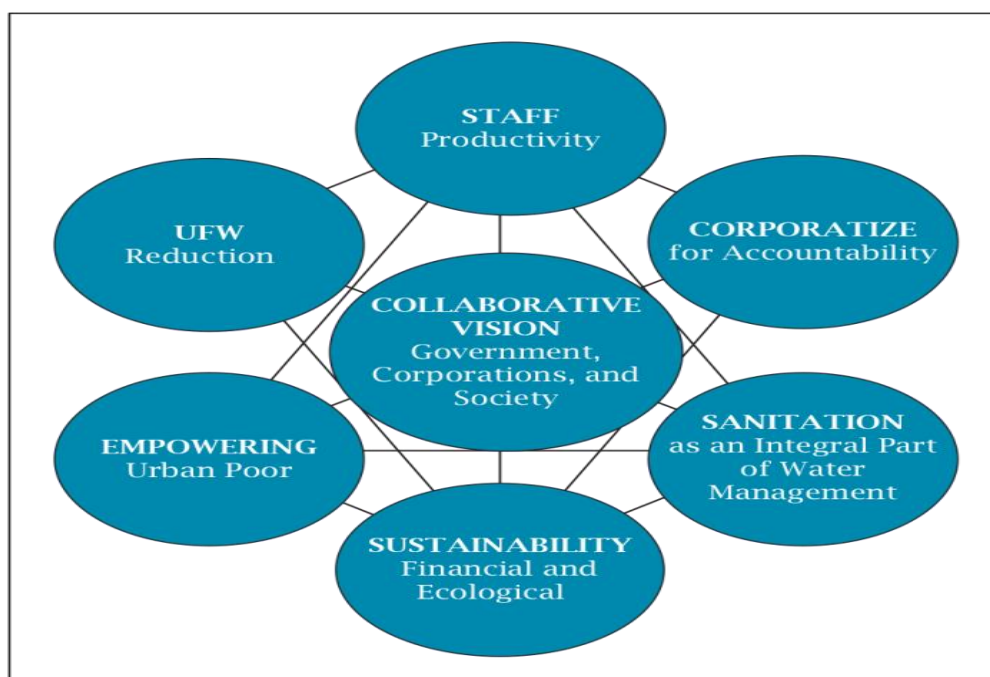 STAFF
Productivity
UFW
Reduction
CORPORATIZE
for Accountability
COLLABORATIVE
VISION
Government,
Corporations, and
Society
EMPOWERING
Urban Poor
SANITATION
as an Integral Part
of Water
Management
SUSTAINABILITY
Financial and
Ecological